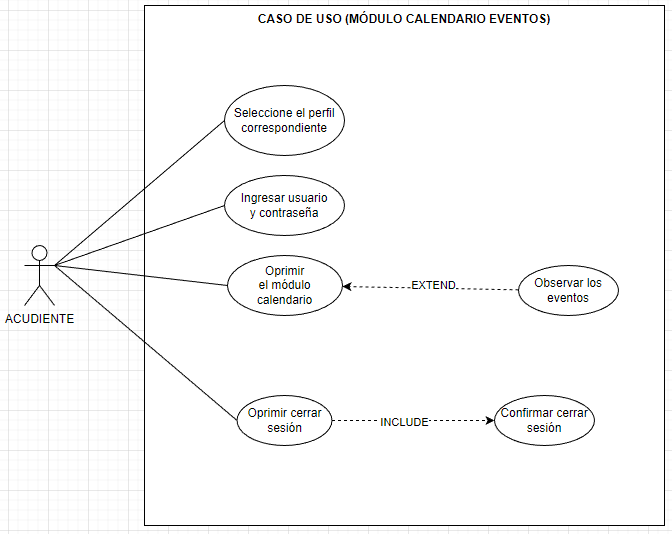 CASO DE USO (MÓDULO CALENDARIO EVENTOS)
Seleccione el perfil
correspondiente
Ingresar usuario
y contraseña
Oprimir
el módulo
calendario
EXTEND
Observar los
eventos
ACUDIENTE
Oprimir cerrar
sesión
INCLUDE
Confirmar cerrar
sesión